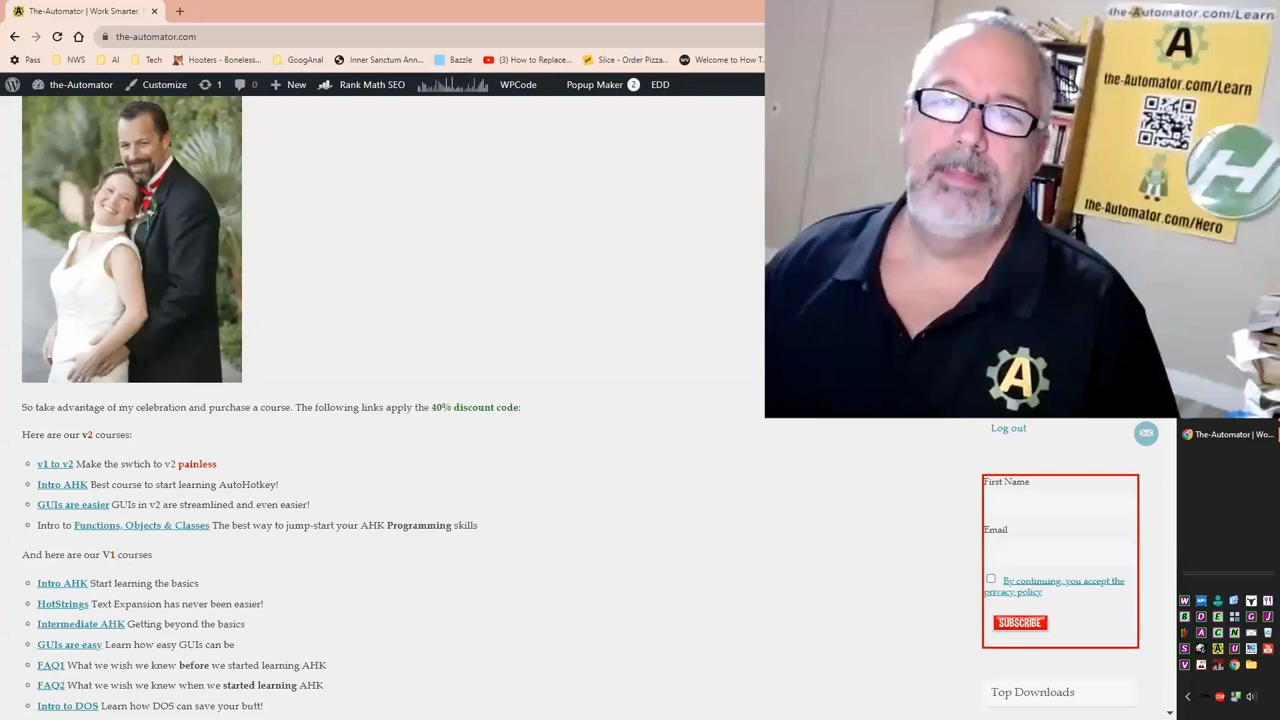 The-Automator | Work Smarter,
the-automator.com
Pass
NWS
AI
Tech
Hooters - Boneless...
GoogAnal
Inner Sanctum Ann...
Bazzle
(3) How to Replace...
Slice - Order Pizza...
Welcome to How T...
the-Automator
Customize
1
0
New
Rank Math SEO
WPCode
Popup Maker 2
EDD
the-Automator.com/Learn
A
the-Automator.com/Learn
H
the-Automator.com/Hero
A
So take advantage of my celebration and purchase a course. The following links apply the 40% discount code:
Here are our v2 courses:
v1 to v2 Make the swtich to v2 painless
Intro AHK Best course to start learning AutoHotkey!
GUIs are easier GUIs in v2 are streamlined and even easier!
Intro to Functions, Objects & Classes The best way to jump-start your AHK Programming skills
And here are our V1 courses
Intro AHK Start learning the basics
HotStrings Text Expansion has never been easier!
Intermediate AHK Getting beyond the basics
GUIs are easy Learn how easy GUIs can be
FAQ1 What we wish we knew before we started learning AHK
FAQ2 What we wish we knew when we started learning AHK
Intro to DOS Learn how DOS can save your butt!
Log out
First Name
Email
By continuing, you accept the
privacy policy
SUBSCRIBE
Top Downloads
The-Automator | Wo...